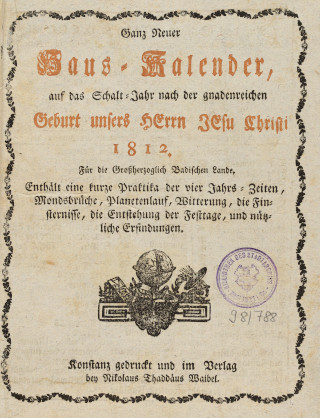 Ganz Neuer
Haus-Kalender,
auf das Schalt-Jahr nach der gnadenreichen
Geburt unsers HErrn JEsu Christi
1812.
Für die Großherzoglich Badischen Lande.
Enthält eine kurze Praktika der vier Jahrs-Zeiten,
Mondsbrüche, Planetenlauf, Witterung, die Fin-
sternisse, die Entstehung der Festtage, und nütz-
liche Erfindungen.
981788
Konstanz gedruckt und im Verlag
bey Nikolaus Thaddäus Waibel.